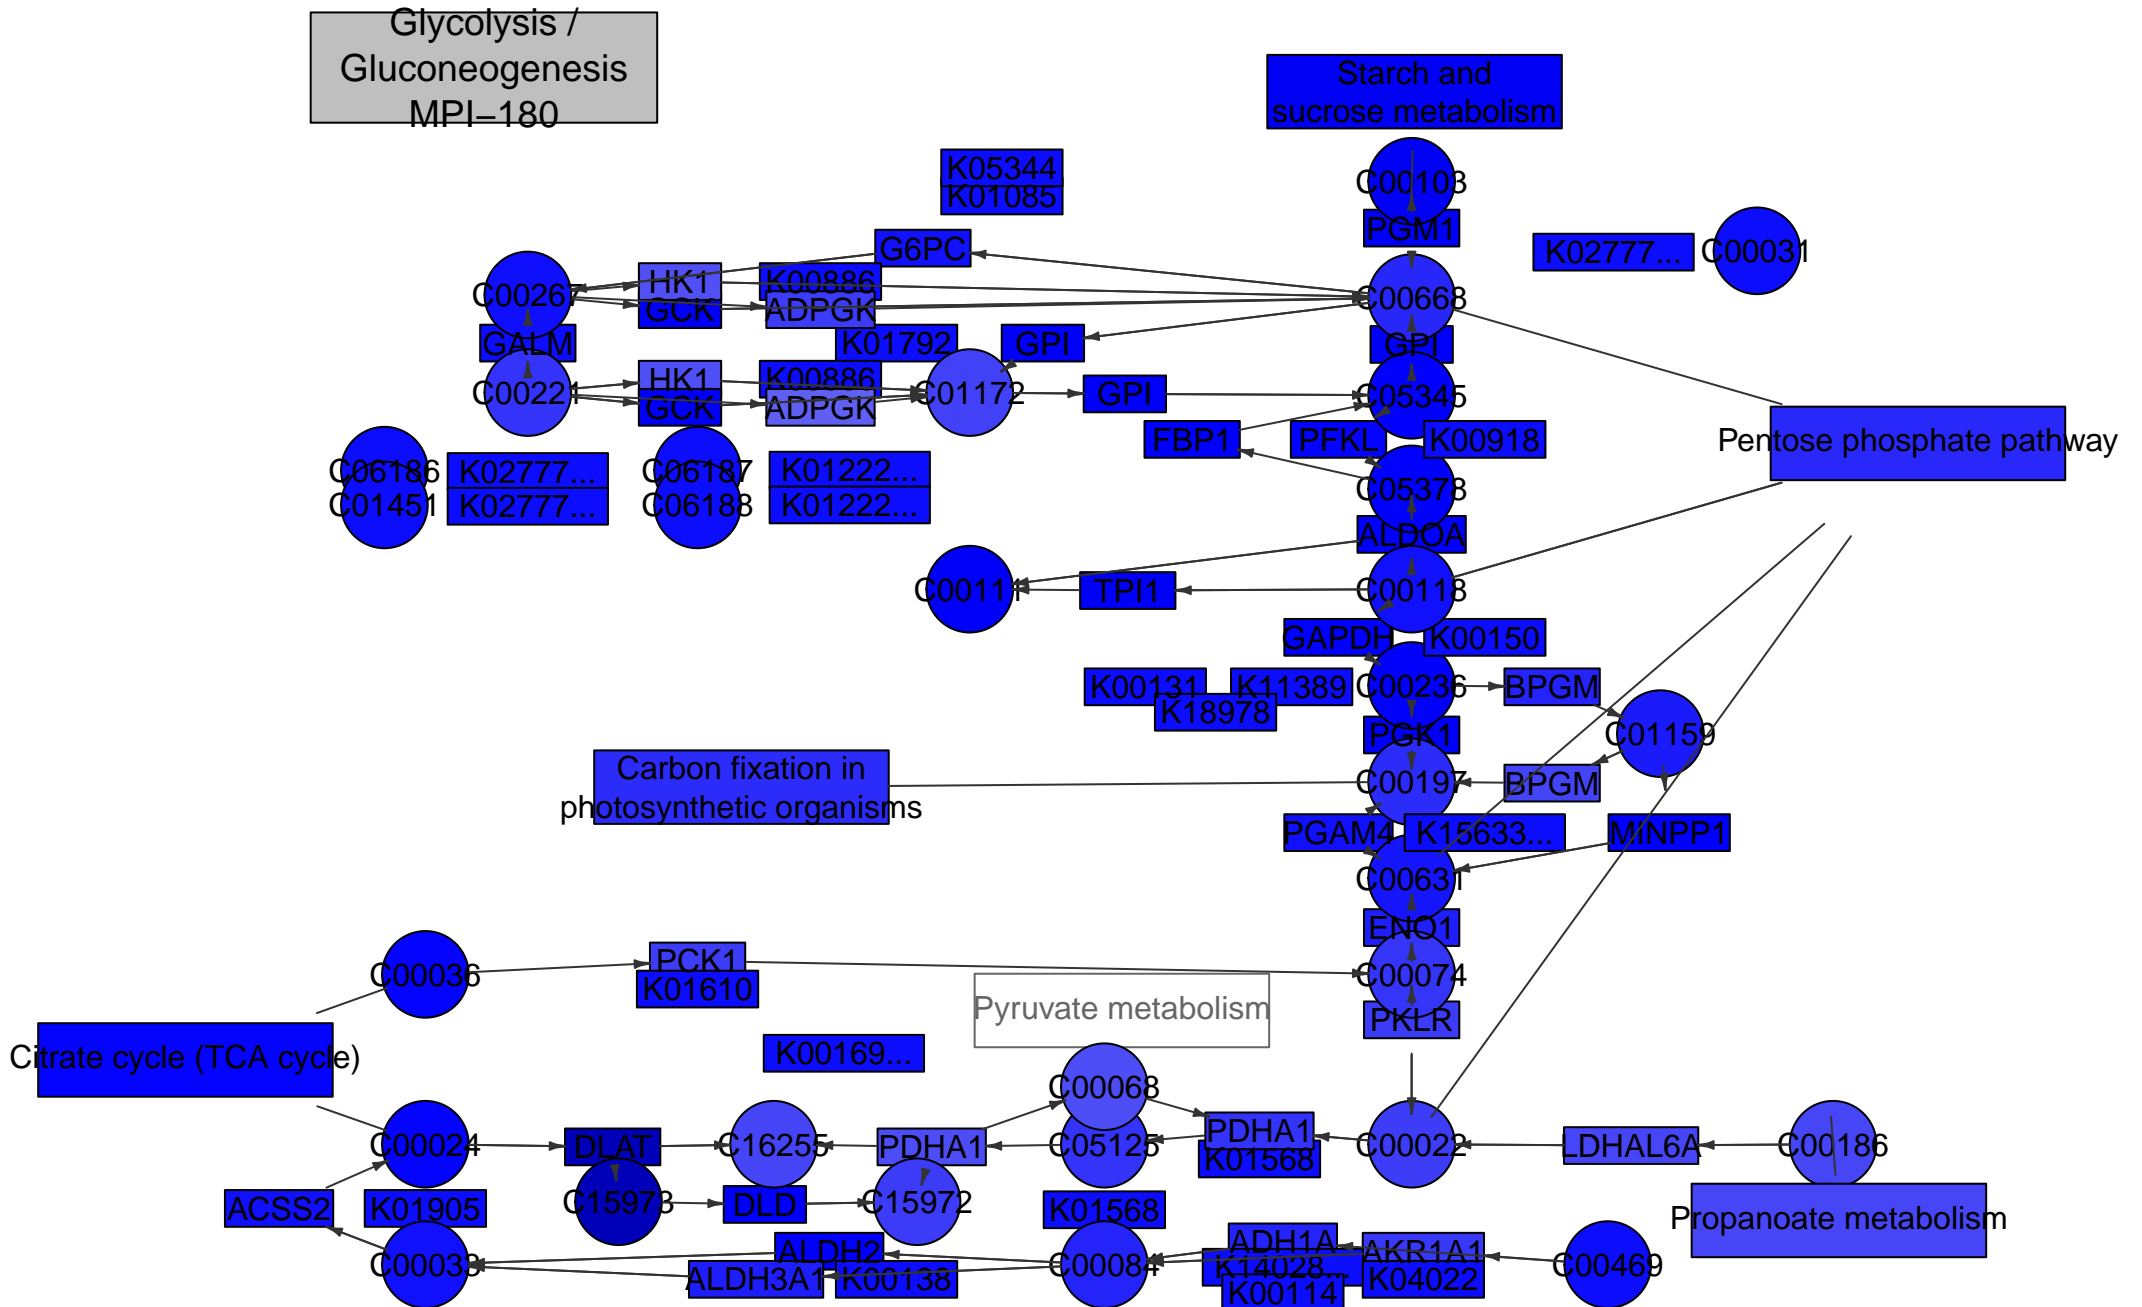 Glycolysis /
Gluconeogenesis
MPI−180
Starch and
sucrose metabolism
K05344
K01085
C00103
PGM1
G6PC
K02777...
C00031
C00267
HK1
K00886
GCK
ADPGK
C00668
GALM
K01792
GPI
GPI
C00221
HK1
K00886
GCK
ADPGK
C01172
GPI
C05345
FBP1
PFKL
K00918
Pentose phosphate pathway
C06186
K02777...
C06187
K01222...
C05378
C01451
K02777...
C06188
K01222...
ALDOA
C00111
TPI1
C00118
GAPDH
K00150
K00131
K11389
C00236
BPGM
K18978
PGK1
C01159
Carbon fixation in
photosynthetic organisms
C00197
BPGM
PGAM4
K15633...
MINPP1
C00631
ENO1
C00036
PCK1
K01610
C00074
Pyruvate metabolism
PKLR
Citrate cycle (TCA cycle)
K00169...
C00068
C00024
DLAT
C16255
PDHA1
C05125
PDHA1
K01568
C00022
LDHAL6A
C00186
ACSS2
K01905
C15973
DLD
C15972
K01568
Propanoate metabolism
C00033
ALDH2
ALDH3A1
K00138
C00084
ADH1A
K14028...
K00114
AKR1A1
K04022
C00469